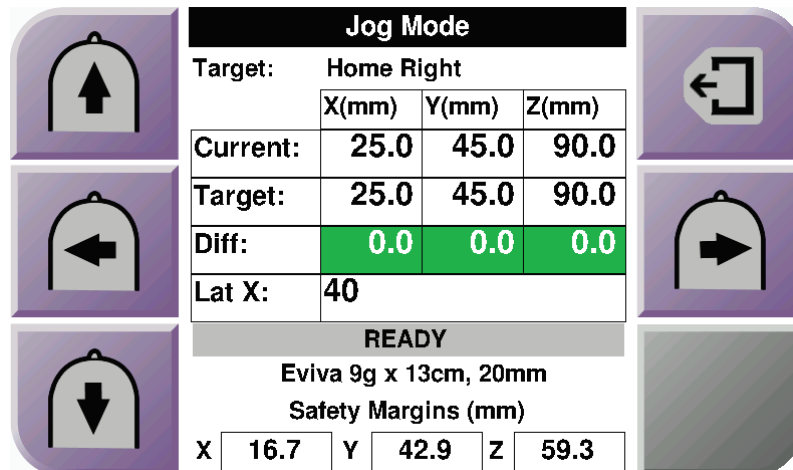 Jog Mode
Target: Home Right
X(mm) Y(mm) Z(mm)
Current: 25.0 45.0 90.0
Target: 25.0 45.0 90.0
Diff: 0.0 0.0 0.0
Lat X: 40
READY
Eviva 9g x 13cm, 20mm
Safety Margins (mm)
X 16.7 Y 42.9 Z 59.3